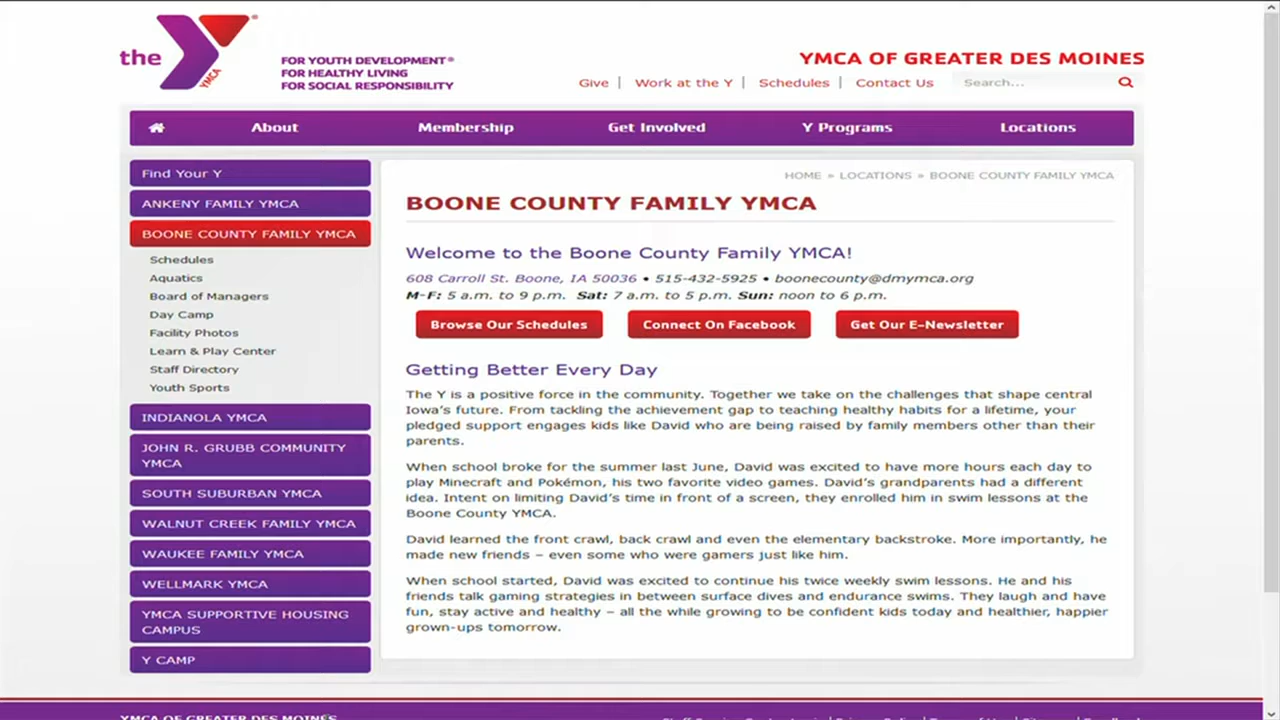 the
YMCA
FOR YOUTH DEVELOPMENT®
FOR HEALTHY LIVING
FOR SOCIAL RESPONSIBILITY
YMCA OF GREATER DES MOINES
Give | Work at the Y | Schedules | Contact Us
Search...
About Membership Get Involved Y Programs Locations
Find Your Y
ANKENY FAMILY YMCA
BOONE COUNTY FAMILY YMCA
Schedules
Aquatics
Board of Managers
Day Camp
Facility Photos
Learn & Play Center
Staff Directory
Youth Sports
INDIANOLA YMCA
JOHN R. GRUBB COMMUNITY
YMCA
SOUTH SUBURBAN YMCA
WALNUT CREEK FAMILY YMCA
WAUKEE FAMILY YMCA
WELLMARK YMCA
YMCA SUPPORTIVE HOUSING
CAMPUS
Y CAMP
HOME » LOCATIONS » BOONE COUNTY FAMILY YMCA
BOONE COUNTY FAMILY YMCA
Welcome to the Boone County Family YMCA!
608 Carroll St. Boone, IA 50036 • 515-432-5925 • boonecounty@dmymca.org
M-F: 5 a.m. to 9 p.m. Sat: 7 a.m. to 5 p.m. Sun: noon to 6 p.m.
Browse Our Schedules Connect On Facebook Get Our E-Newsletter
Getting Better Every Day
The Y is a positive force in the community. Together we take on the challenges that shape central
Iowa's future. From tackling the achievement gap to teaching healthy habits for a lifetime, your
pledged support engages kids like David who are being raised by family members other than their
parents.
When school broke for the summer last June, David was excited to have more hours each day to
play Minecraft and Pokémon, his two favorite video games. David's grandparents had a different
idea. Intent on limiting David's time in front of a screen, they enrolled him in swim lessons at the
Boone County YMCA.
David learned the front crawl, back crawl and even the elementary backstroke. More importantly, he
made new friends – even some who were gamers just like him.
When school started, David was excited to continue his twice weekly swim lessons. He and his
friends talk gaming strategies in between surface dives and endurance swims. They laugh and have
fun, stay active and healthy – all the while growing to be confident kids today and healthier, happier
grown-ups tomorrow.
YMCA OF GREATER DES MOINES